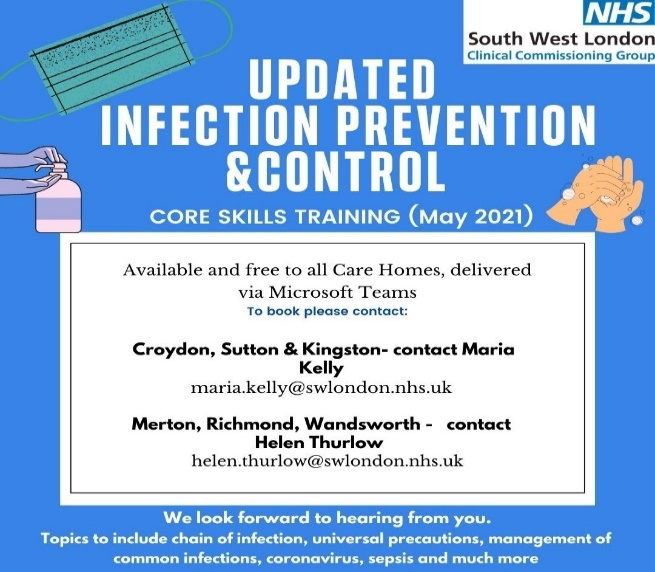 NHS
South West London
Clinical Commissioning Group
UPDATED
INFECTION PREVENTION
&CONTROL
CORE SKILLS TRAINING (May 2021)
Available and free to all Care Homes, delivered
via Microsoft Teams
To book please contact:
Croydon, Sutton & Kingston- contact Maria
Kelly
maria.kelly@swlondon.nhs.uk
Merton, Richmond, Wandsworth - contact
Helen Thurlow
helen.thurlow@swlondon.nhs.uk
We look forward to hearing from you.
Topics to include chain of infection, universal precautions, management of
common infections, coronavirus, sepsis and much more